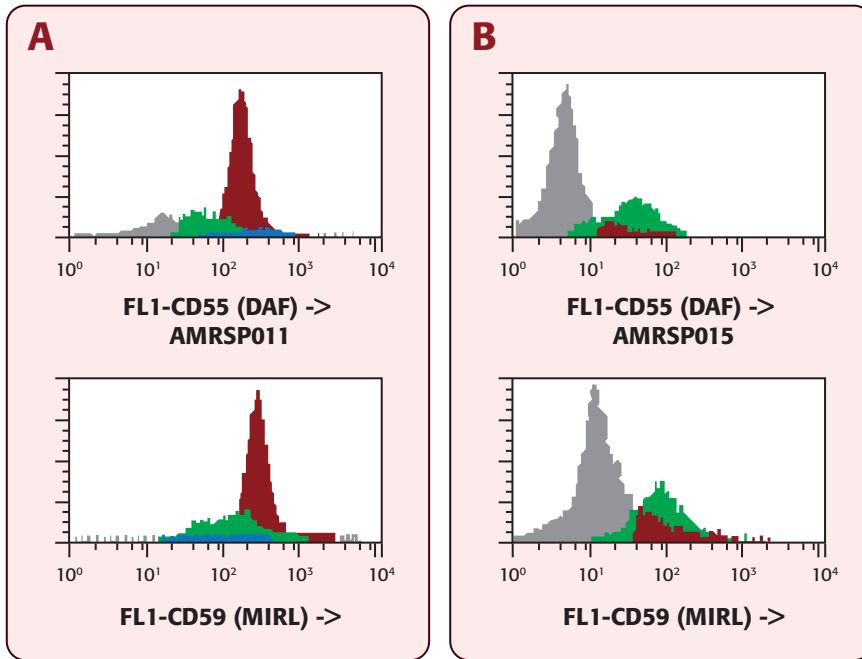 A
10⁰ 10¹ 10² 10³ 10⁴
FL1-CD55 (DAF) ->
AMRSP011
10⁰ 10¹ 10² 10³ 10⁴
FL1-CD59 (MIRL) ->
B
10⁰ 10¹ 10² 10³ 10⁴
FL1-CD55 (DAF) ->
AMRSP015
10⁰ 10¹ 10² 10³ 10⁴
FL1-CD59 (MIRL) ->